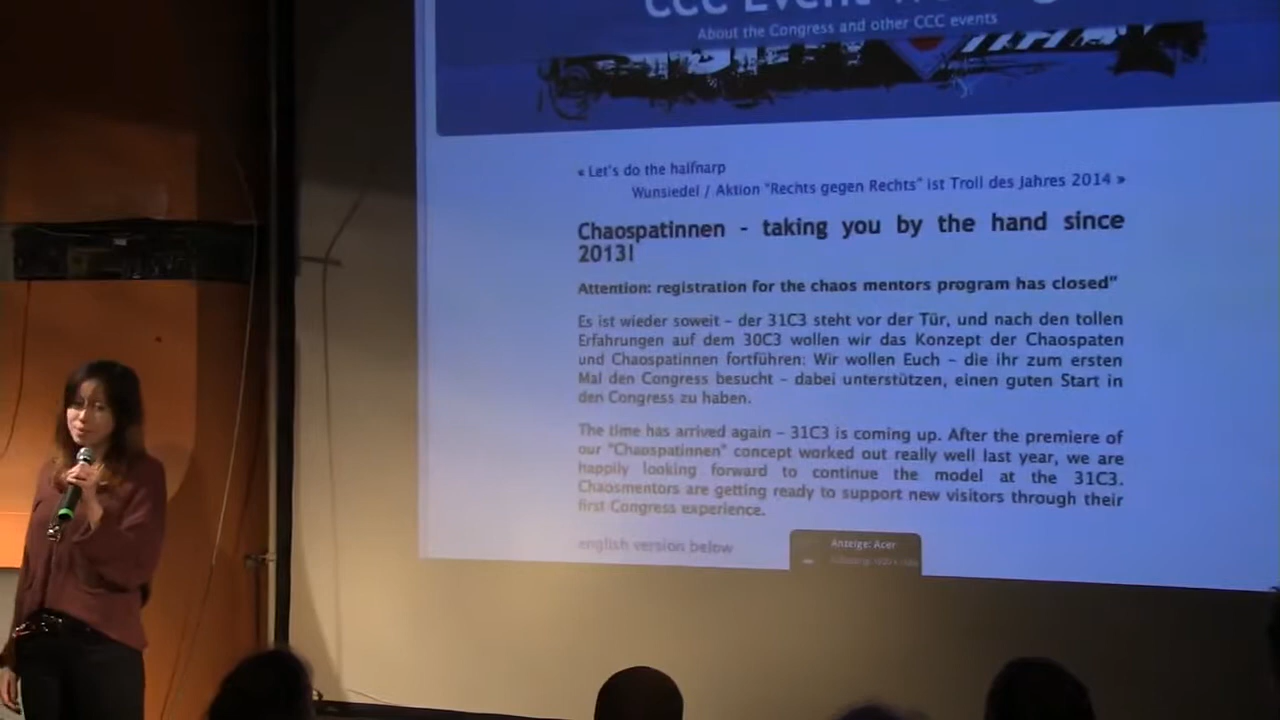 CCC Event
About the Congress and other CCC events
« Let's do the halfnarp
Wunsiedel / Aktion "Rechts gegen Rechts" ist Troll des Jahres 2014 »
Chaospatinnen - taking you by the hand since
2013!
Attention: registration for the chaos mentors program has closed"
Es ist wieder soweit – der 31C3 steht vor der Tür, und nach den tollen
Erfahrungen auf dem 30C3 wollen wir das Konzept der Chaospaten
und Chaospatinnen fortführen: Wir wollen Euch – die ihr zum ersten
Mal den Congress besucht – dabei unterstützen, einen guten Start in
den Congress zu haben.
The time has arrived again – 31C3 is coming up. After the premiere of
our "Chaospatinnen" concept worked out really well last year, we are
happily looking forward to continue the model at the 31C3.
Chaosmentors are getting ready to support new visitors through their
first Congress experience.
english version below
Anzeige: Acer